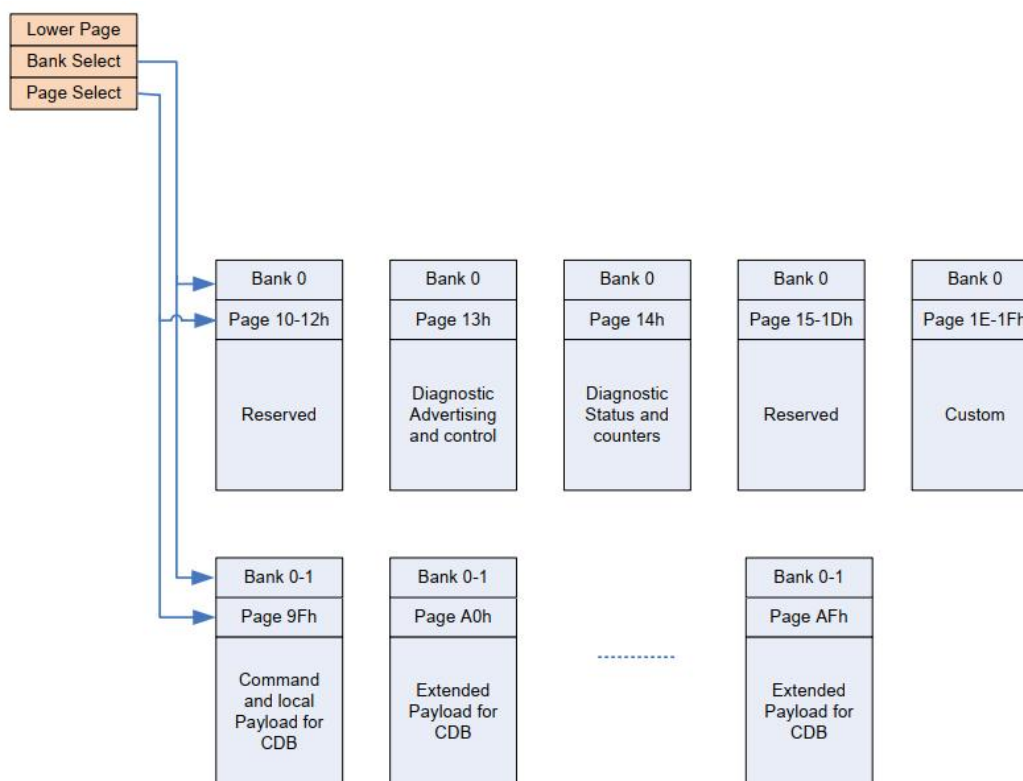 Lower Page
Bank Select
Page Select
Bank 0
Page 10-12h
Reserved
Bank 0
Page 13h
Diagnostic
Advertising
and control
Bank 0
Page 14h
Diagnostic
Status and
counters
Bank 0
Page 15-1Dh
Reserved
Bank 0
Page 1E-1Fh
Custom
Bank 0-1
Page 9Fh
Command
and local
Payload for
CDB
Bank 0-1
Page A0h
Extended
Payload for
CDB
Bank 0-1
Page AFh
Extended
Payload for
CDB